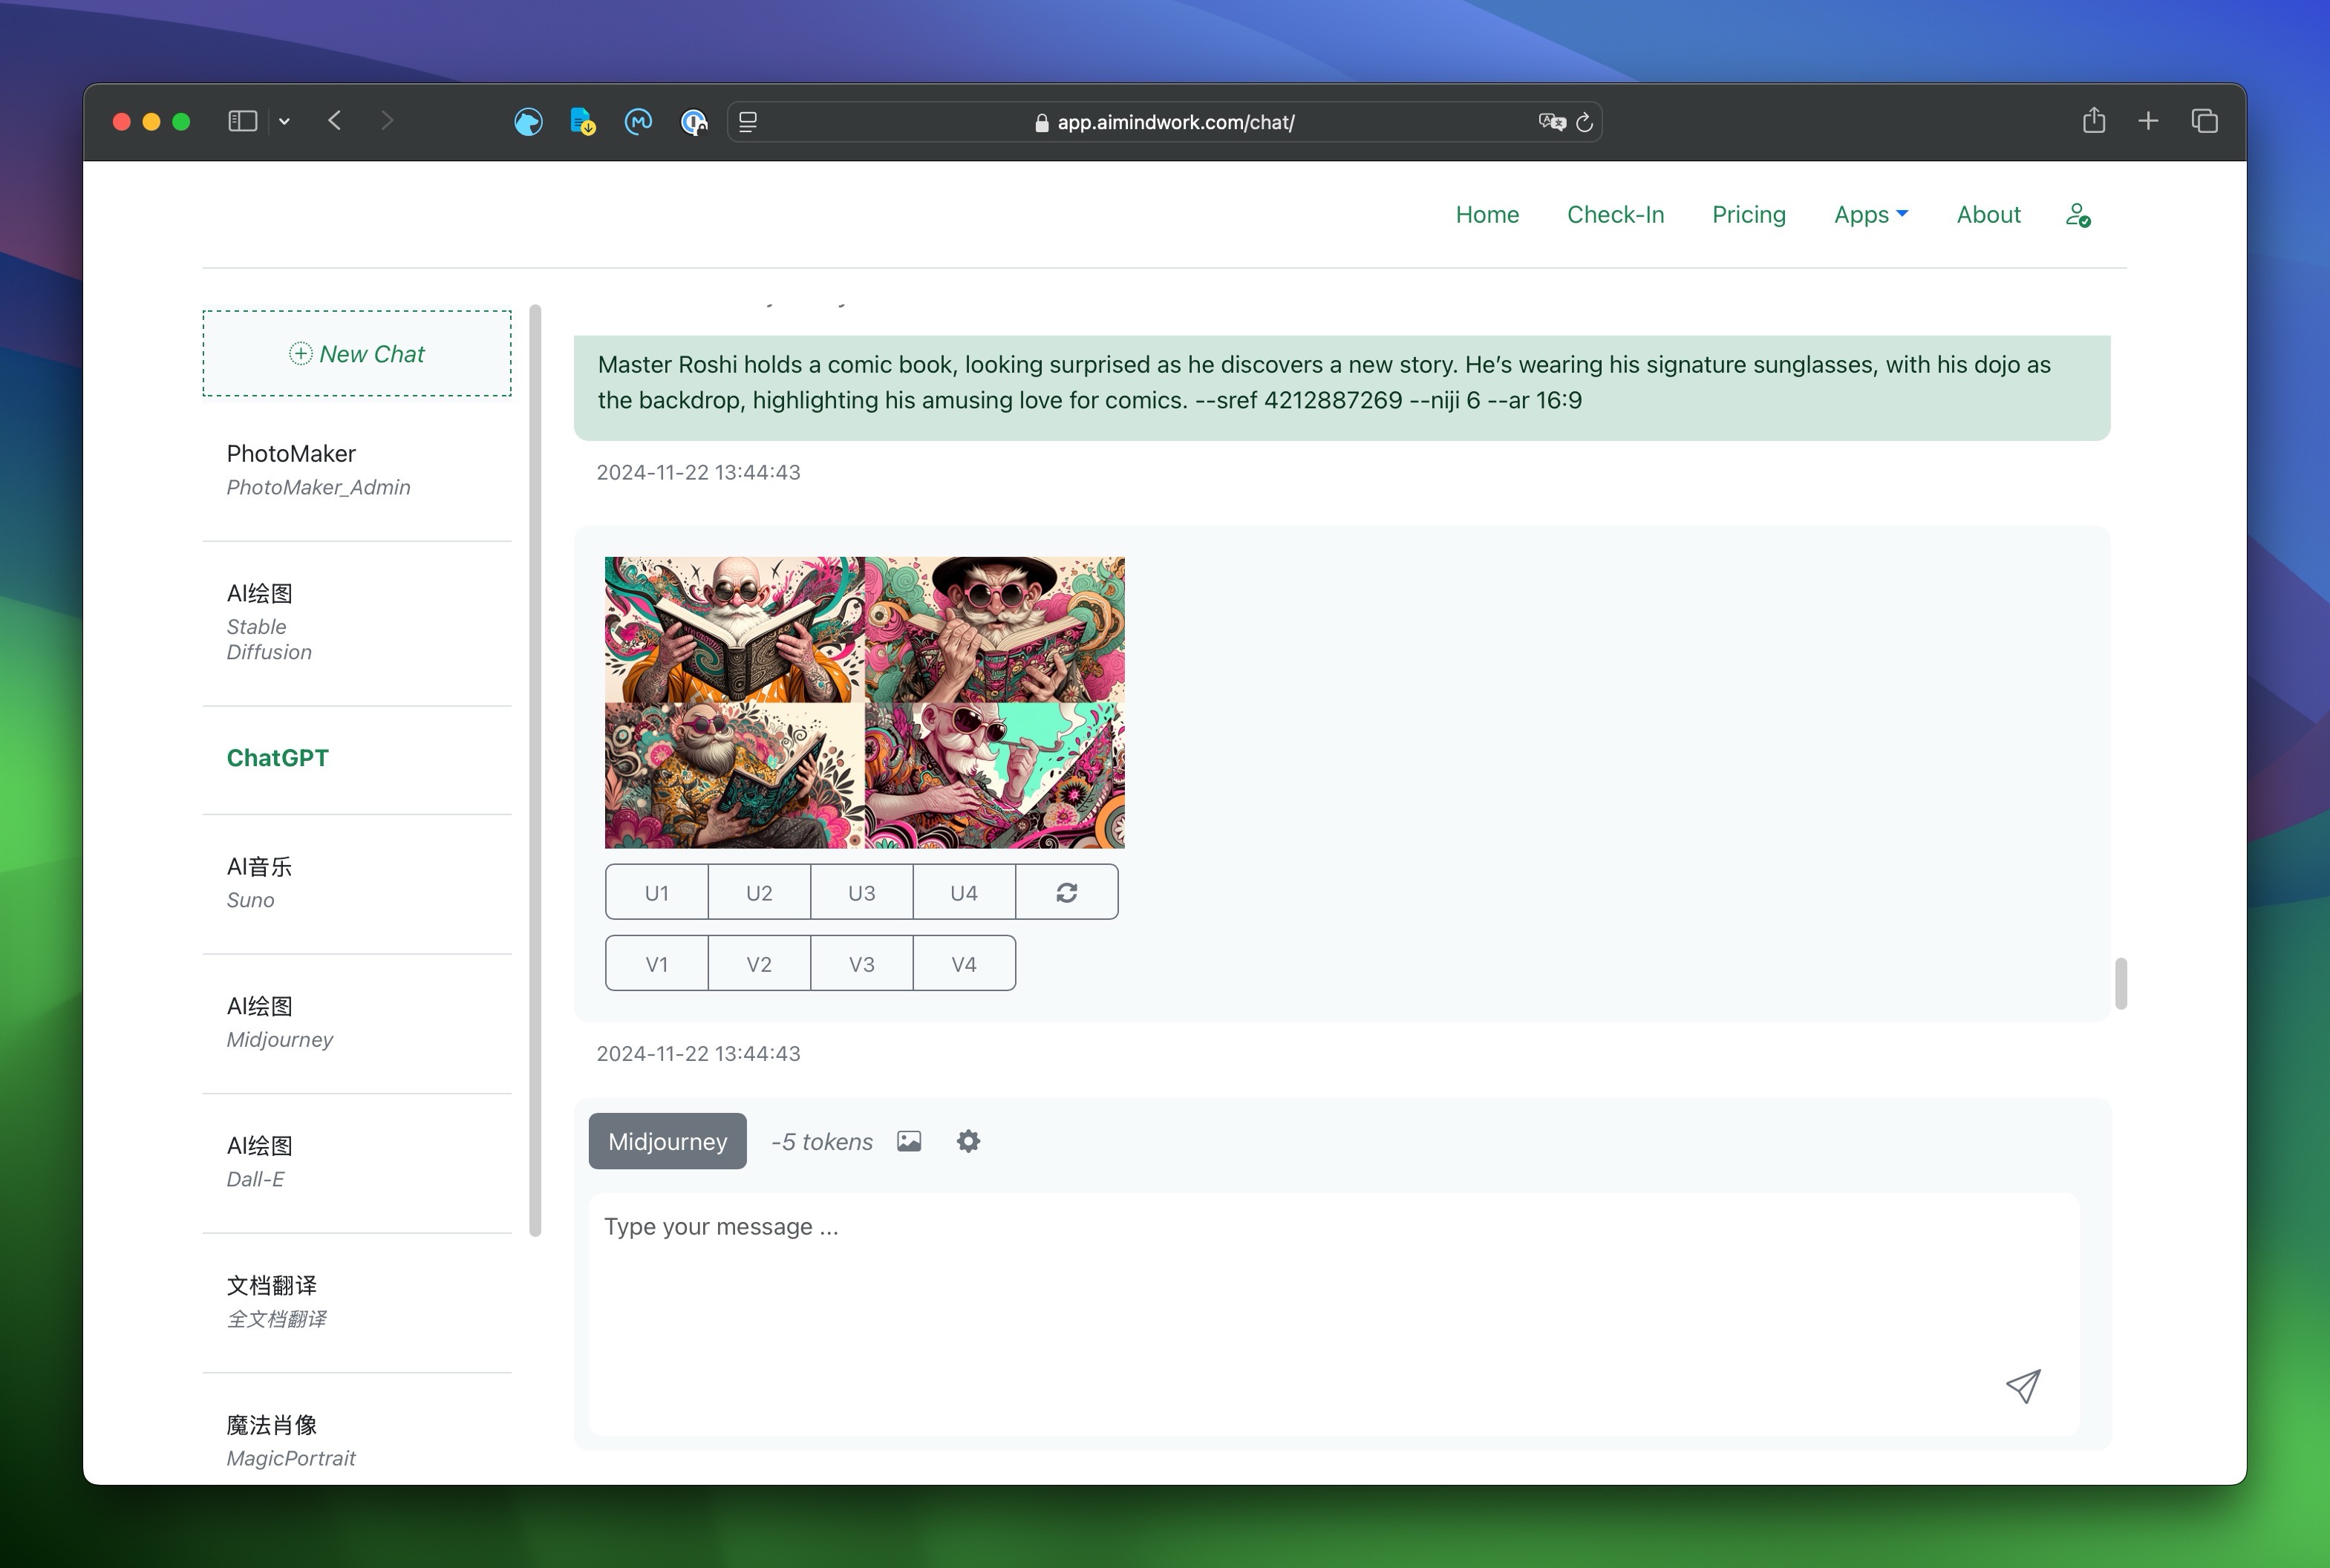 app.aimindwork.com/chat/
Home
Check-In
Pricing
Apps
About
New Chat
PhotoMaker
PhotoMaker_Admin
AI绘图
Stable
Diffusion
ChatGPT
AI音乐
Suno
AI绘图
Midjourney
AI绘图
Dall-E
文档翻译
全文档翻译
魔法肖像
MagicPortrait
Master Roshi holds a comic book, looking surprised as he discovers a new story. He’s wearing his signature sunglasses, with his dojo as
the backdrop, highlighting his amusing love for comics. --sref 4212887269 --niji 6 --ar 16:9
2024-11-22 13:44:43
U1
U2
U3
U4
V1
V2
V3
V4
2024-11-22 13:44:43
Midjourney
-5 tokens
Type your message ...